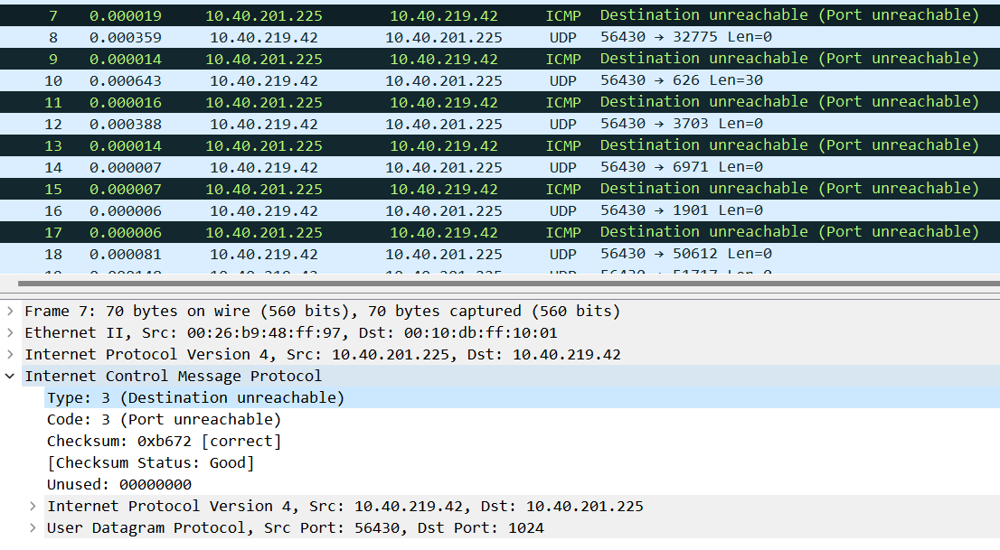 7 0.000019 10.40.201.225 10.40.219.42 ICMP Destination unreachable (Port unreachable)
8 0.000359 10.40.219.42 10.40.201.225 UDP 56430 → 32775 Len=0
9 0.000014 10.40.201.225 10.40.219.42 ICMP Destination unreachable (Port unreachable)
10 0.000643 10.40.219.42 10.40.201.225 UDP 56430 → 626 Len=30
11 0.000016 10.40.201.225 10.40.219.42 ICMP Destination unreachable (Port unreachable)
12 0.000388 10.40.219.42 10.40.201.225 UDP 56430 → 3703 Len=0
13 0.000014 10.40.201.225 10.40.219.42 ICMP Destination unreachable (Port unreachable)
14 0.000007 10.40.219.42 10.40.201.225 UDP 56430 → 6971 Len=0
15 0.000007 10.40.201.225 10.40.219.42 ICMP Destination unreachable (Port unreachable)
16 0.000006 10.40.219.42 10.40.201.225 UDP 56430 → 1901 Len=0
17 0.000006 10.40.201.225 10.40.219.42 ICMP Destination unreachable (Port unreachable)
18 0.000081 10.40.219.42 10.40.201.225 UDP 56430 → 50612 Len=0
Frame 7: 70 bytes on wire (560 bits), 70 bytes captured (560 bits)
Ethernet II, Src: 00:26:b9:48:ff:97, Dst: 00:10:db:ff:10:01
Internet Protocol Version 4, Src: 10.40.201.225, Dst: 10.40.219.42
Internet Control Message Protocol
Type: 3 (Destination unreachable)
Code: 3 (Port unreachable)
Checksum: 0xb672 [correct]
[Checksum Status: Good]
Unused: 00000000
Internet Protocol Version 4, Src: 10.40.219.42, Dst: 10.40.201.225
User Datagram Protocol, Src Port: 56430, Dst Port: 1024